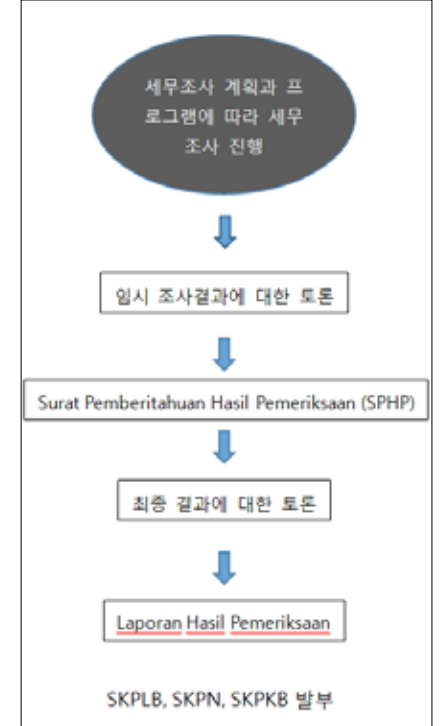 세무조사 계획과 프
로그램에 따라 세무
조사 진행
임시 조사결과에 대한 토론
Surat Pemberitahuan Hasil Pemeriksaan (SPHP)
최종 결과에 대한 토론
Laporan Hasil Pemeriksaan
SKPLB, SKPN, SKPKB 발부